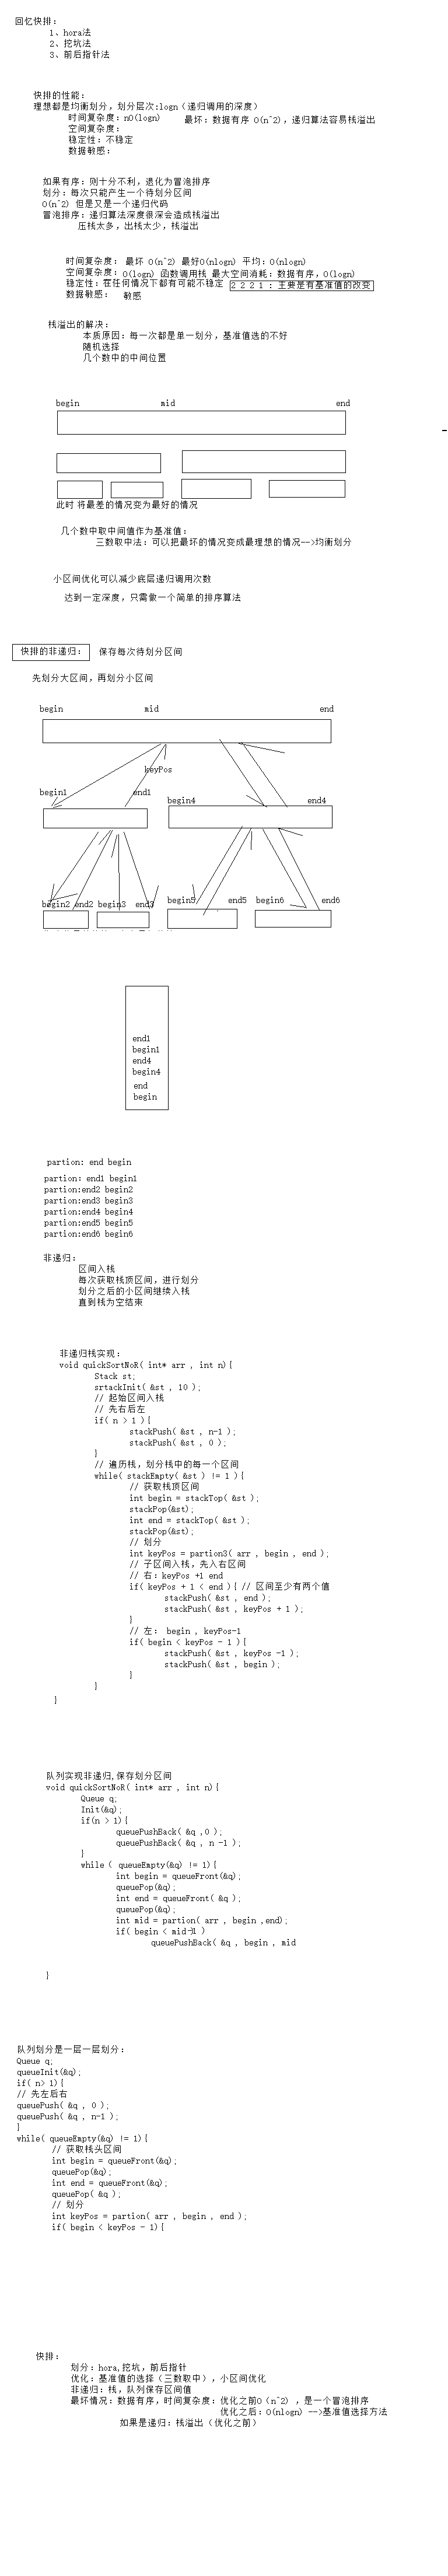 回忆快排：
1、hora法
2、挖坑法
3、前后指针法
快排的性能：
理想都是均衡划分，划分层次:logn（递归调用的深度）
时间复杂度：nO(logn) 最坏：数据有序 O(n^2)，递归算法容易栈溢出
空间复杂度：
稳定性：不稳定
数据敏感：
如果有序：则十分不利，退化为冒泡排序
划分：每次只能产生一个待划分区间
O(n^2) 但是又是一个递归代码
冒泡排序：递归算法深度很深会造成栈溢出
压栈太多，出栈太少，栈溢出
时间复杂度： 最坏 O(n^2) 最好O(nlogn) 平均：O(nlogn)
空间复杂度：O(logn) 函数调用栈 最大空间消耗：数据有序，O(logn)
稳定性：在任何情况下都有可能不稳定 2 2 2 1 ：主要是有基准值的改变
数据敏感： 敏感
栈溢出的解决：
本质原因：每一次都是单一划分，基准值选的不好
随机选择
几个数中的中间位置
begin mid end
此时 将最差的情况变为最好的情况
几个数中取中间值作为基准值：
三数取中法：可以把最坏的情况变成最理想的情况-->均衡划分
小区间优化可以减少底层递归调用次数
达到一定深度，只需做一个简单的排序算法
快排的非递归： 保存每次待划分区间
先划分大区间，再划分小区间
begin mid end
keyPos
begin1 end1 begin4 end4
begin2 end2 begin3 end3 begin5 end5 begin6 end6
end1
begin1
end4
begin4
end
begin
partion: end begin
partion: end1 begin1
partion:end2 begin2
partion:end3 begin3
partion:end4 begin4
partion:end5 begin5
partion:end6 begin6
非递归：
区间入栈
每次获取栈顶区间，进行划分
划分之后的小区间继续入栈
直到栈为空结束
非递归栈实现：
void quickSortNoR( int* arr , int n){
Stack st;
srtackInit( &st , 10 );
// 起始区间入栈
// 先右后左
if( n > 1 ){
stackPush( &st , n-1 );
stackPush( &st , 0 );
}
// 遍历栈，划分栈中的每一个区间
while( stackEmpty( &st ) != 1 ){
// 获取栈顶区间
int begin = stackTop( &st );
stackPop(&st);
int end = stackTop( &st );
stackPop(&st);
// 划分
int keyPos = partion3( arr , begin , end );
// 子区间入栈，先入右区间
// 右：keyPos +1 end
if( keyPos + 1 < end ){ // 区间至少有两个值
stackPush( &st , end );
stackPush( &st , keyPos + 1 );
}
// 左： begin , keyPos-1
if( begin < keyPos - 1 ){
stackPush( &st , keyPos -1 );
stackPush( &st , begin );
}
}
}
队列实现非递归,保存划分区间
void quickSortNoR( int* arr , int n){
Queue q;
Init(&q);
if(n > 1){
queuePushBack( &q ,0 );
queuePushBack( &q , n -1 );
}
while ( queueEmpty(&q) != 1){
int begin = queueFront(&q);
queuePop(&q);
int end = queueFront( &q );
queuePop(&q);
int mid = partion( arr , begin ,end);
if( begin < mid-1 )
queuePushBack( &q , begin , mid
}
队列划分是一层一层划分：
Queue q;
queueInit(&q);
if( n> 1){
// 先左后右
queuePush( &q , 0 );
queuePush( &q , n-1 );
}
while( queueEmpty(&q) != 1){
// 获取栈头区间
int begin = queueFront(&q);
queuePop(&q);
int end = queueFront(&q);
queuePop( &q );
// 划分
int keyPos = partion( arr , begin , end );
if( begin < keyPos - 1){
快排：
划分：hora,挖坑，前后指针
优化：基准值的选择（三数取中），小区间优化
非递归：栈，队列保存区间值
最坏情况：数据有序，时间复杂度：优化之前O（n^2），是一个冒泡排序
优化之后：O(nlogn) -->基准值选择方法
如果是递归：栈溢出（优化之前）